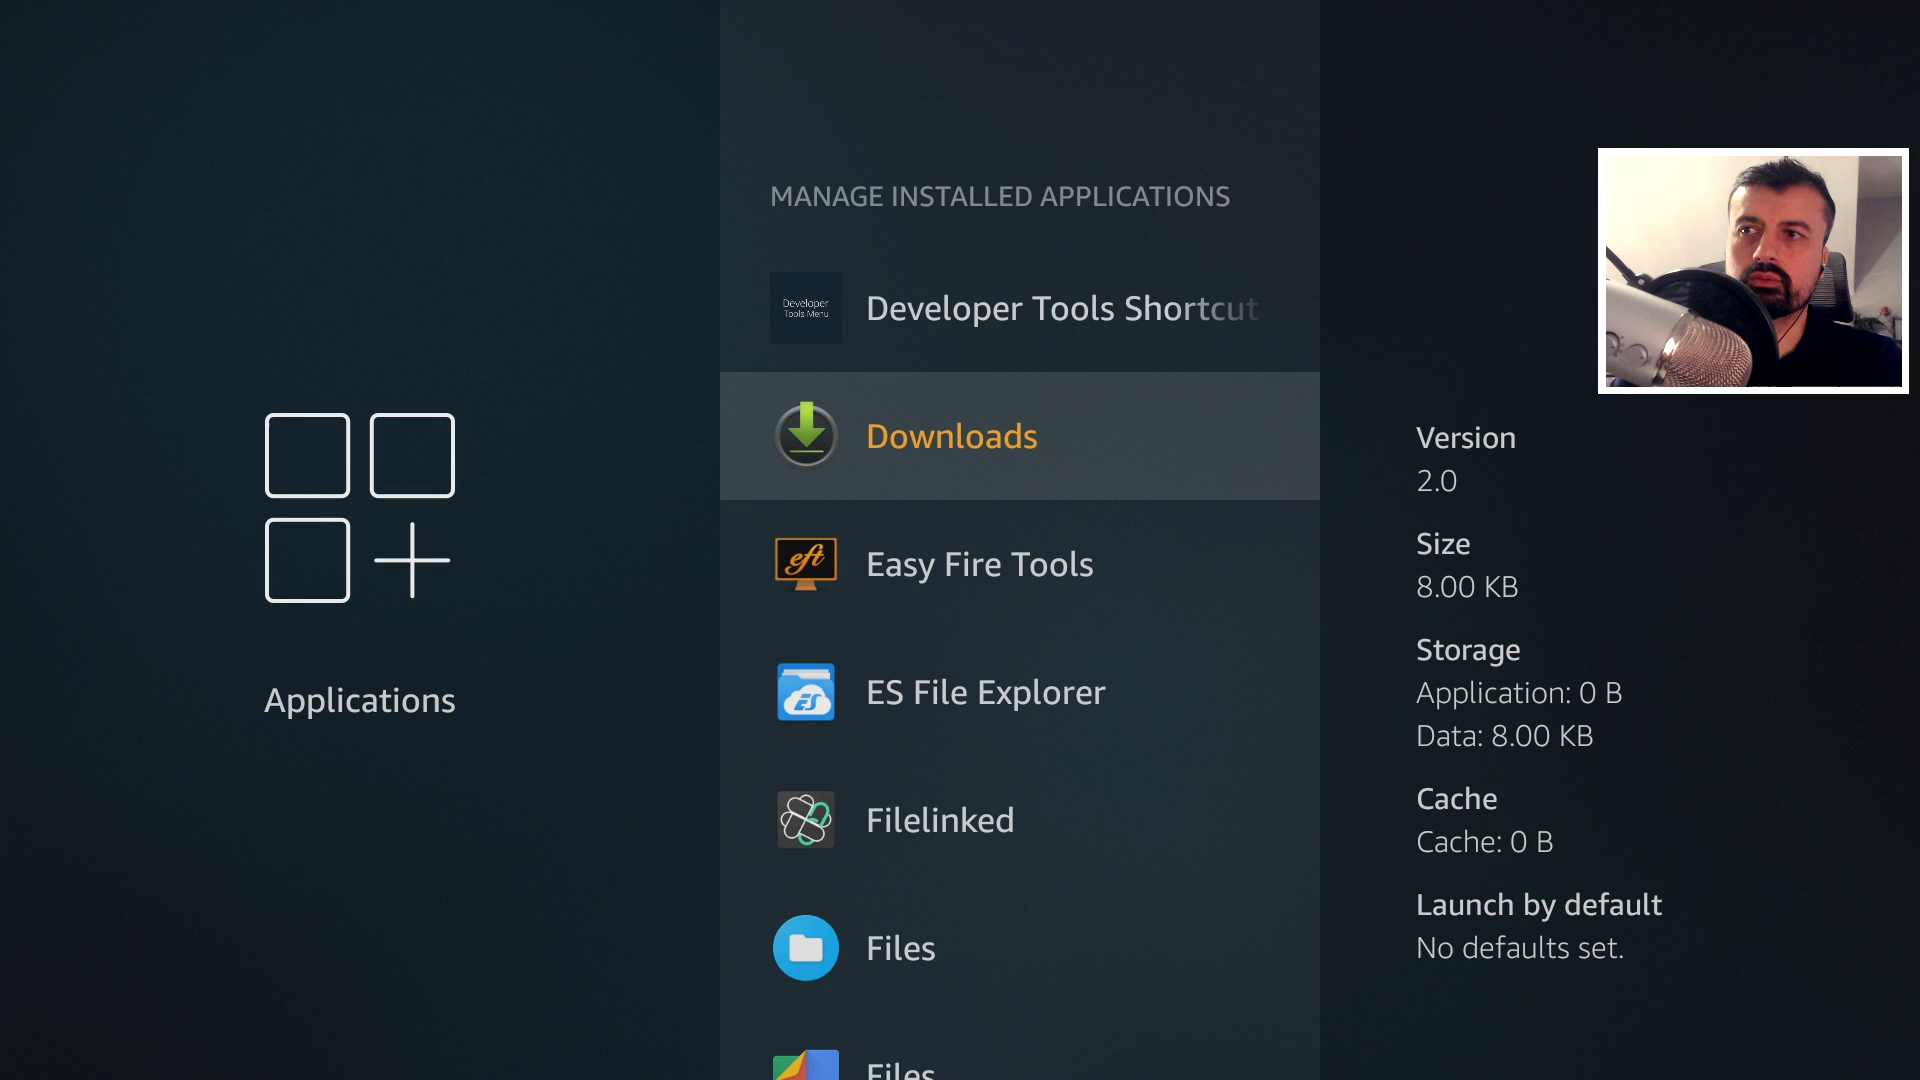 MANAGE INSTALLED APPLICATIONS
Developer
Tools Menu
Developer Tools Shortcut
Downloads
eft
Easy Fire Tools
ES
ES File Explorer
Filelinked
Files
Files
Applications
Version
2.0
Size
8.00 KB
Storage
Application: 0 B
Data: 8.00 KB
Cache
Cache: 0 B
Launch by default
No defaults set.